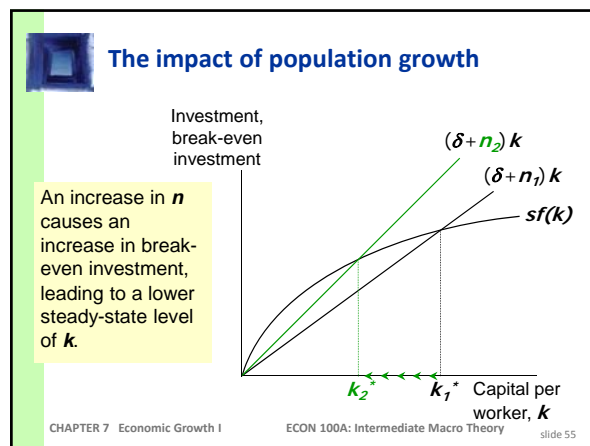 The impact of population growth
Investment,
break-even
investment
(δ + n₂) k
(δ + n₁) k
sf(k)
An increase in n
causes an
increase in break-
even investment,
leading to a lower
steady-state level
of k.
k₂* k₁* Capital per
worker, k
CHAPTER 7 Economic Growth I ECON 100A: Intermediate Macro Theory slide 55